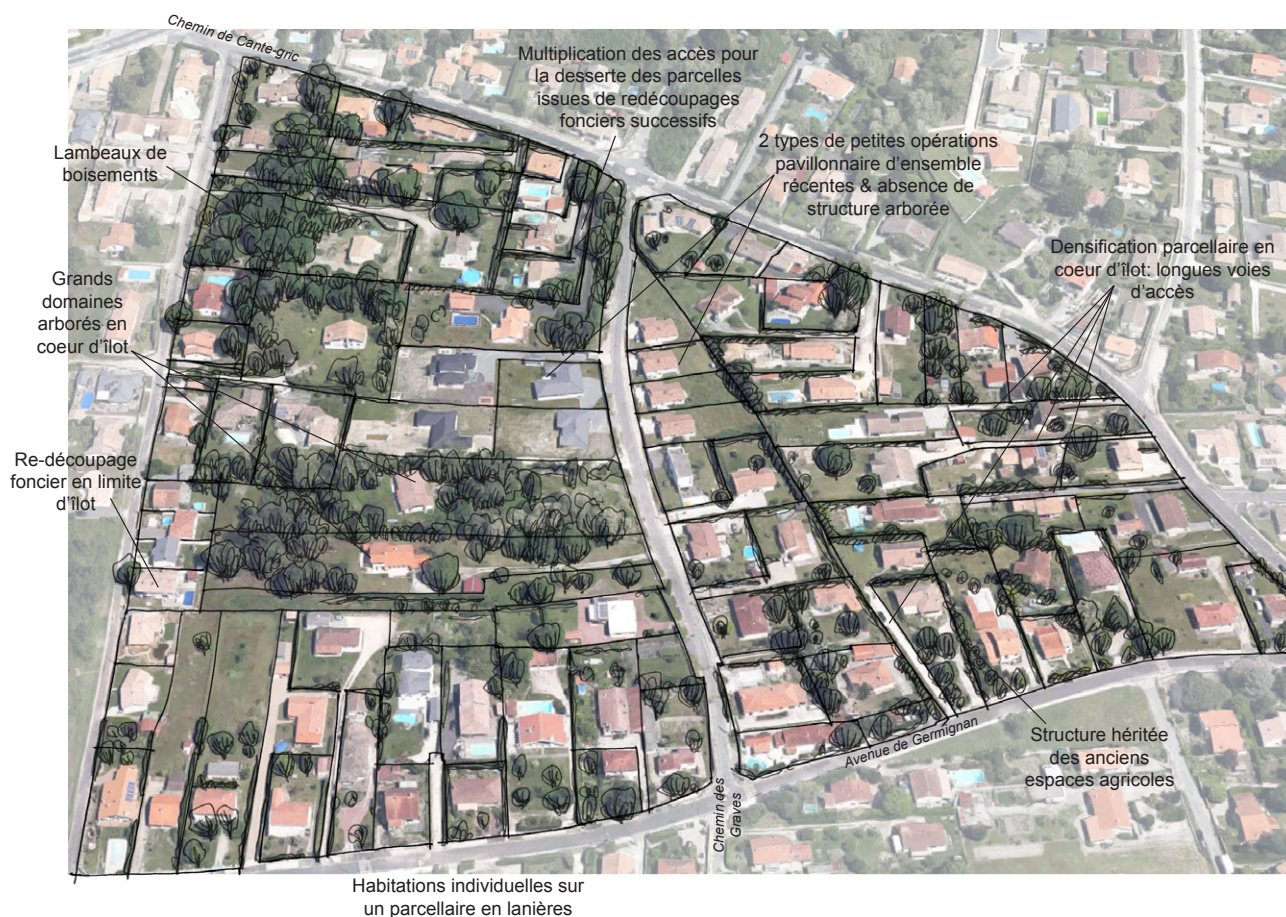 Chemin de Cante-gric
Multiplication des accès pour
la desserte des parcelles
issues de redécoupages
fonciers successifs
2 types de petites opérations
pavillonnaire d'ensemble
récentes & absence de
structure arborée
Lambeaux de
boisements
Densification parcellaire en
coeur d'îlot: longues voies
d'accès
Grands
domaines
arborés en
coeur d'îlot
Re-découpage
foncier en limite
d'îlot
Structure héritée
des anciens
espaces agricoles
Avenue de Germignan
Chemin des
Graves
Habitations individuelles sur
un parcellaire en lanières